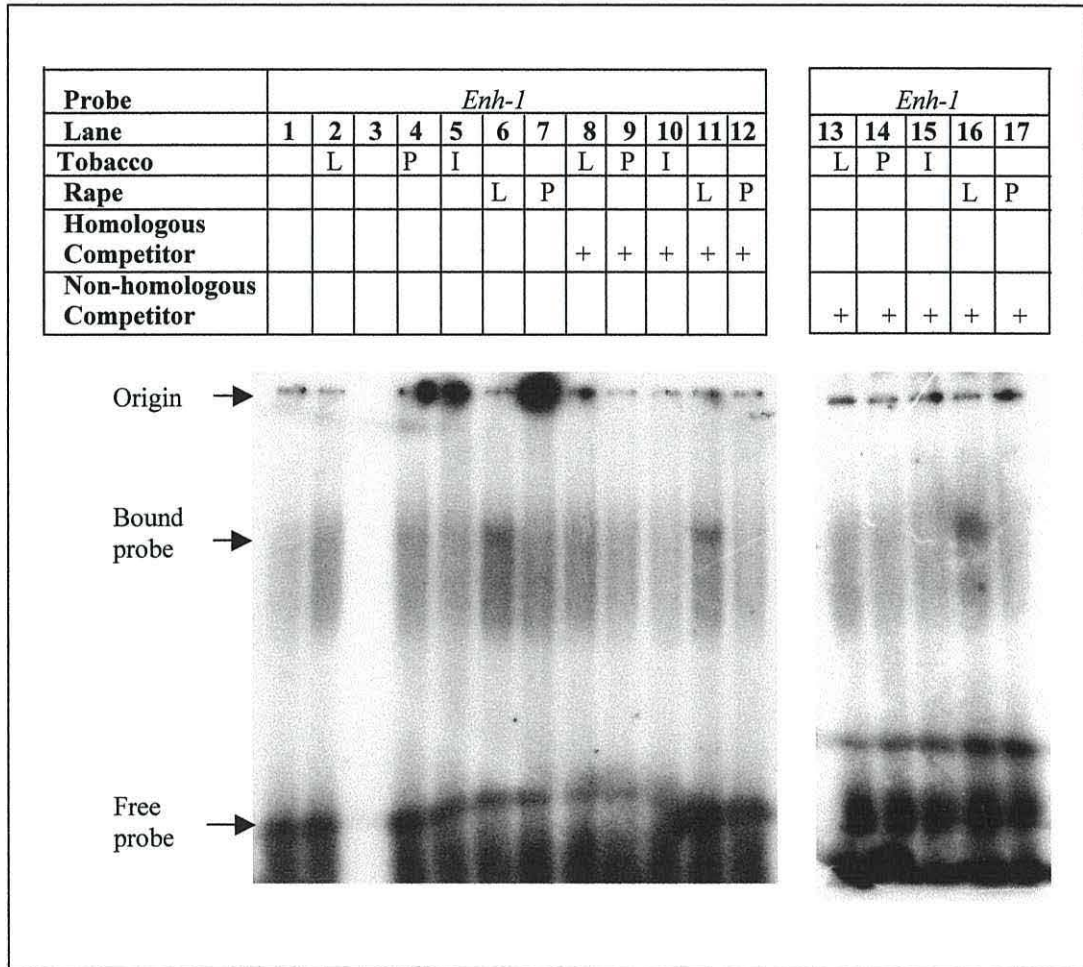 Probe Enh-1 Enh-1
Lane 1 2 3 4 5 6 7 8 9 10 11 12 13 14 15 16 17
Tobacco L P I L P I L P I
Rape L P L P L P
Homologous
Competitor + + + + +
Non-homologous
Competitor + + + + +
Origin
Bound
probe
Free
probe